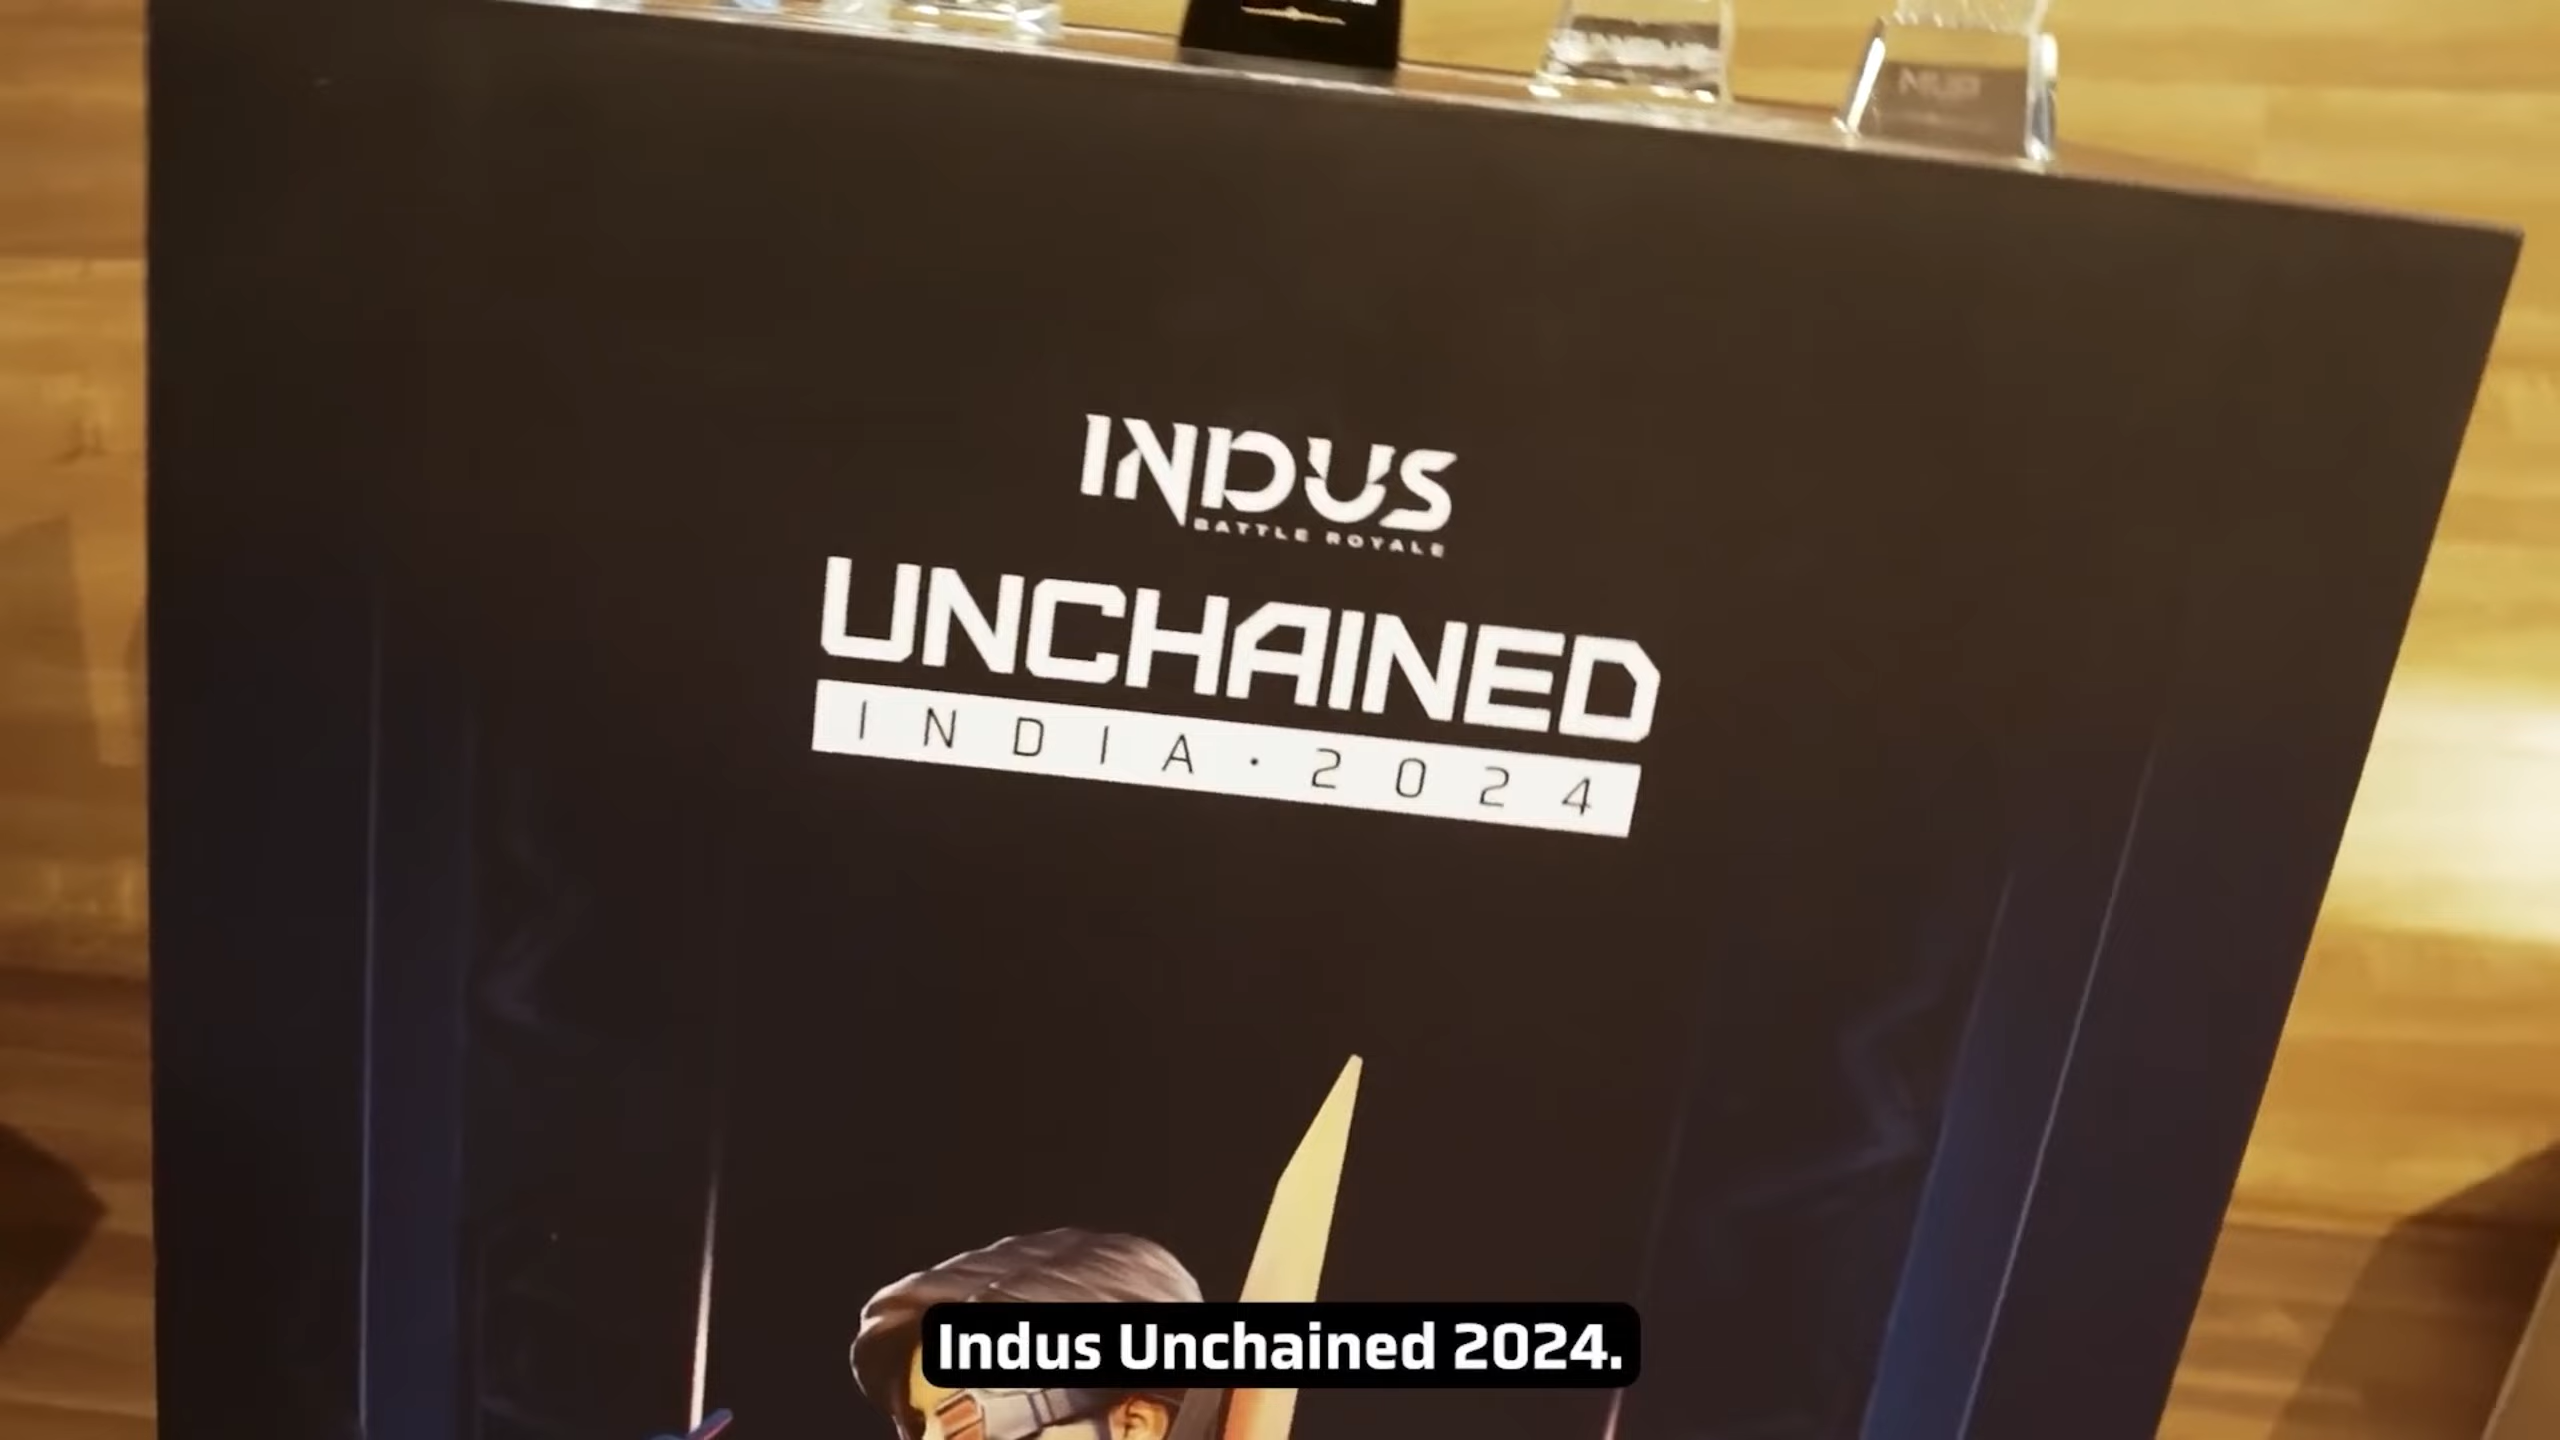 INDUS
BATTLE ROYALE
UNCHAINED
INDIA · 2024
Indus Unchained 2024.